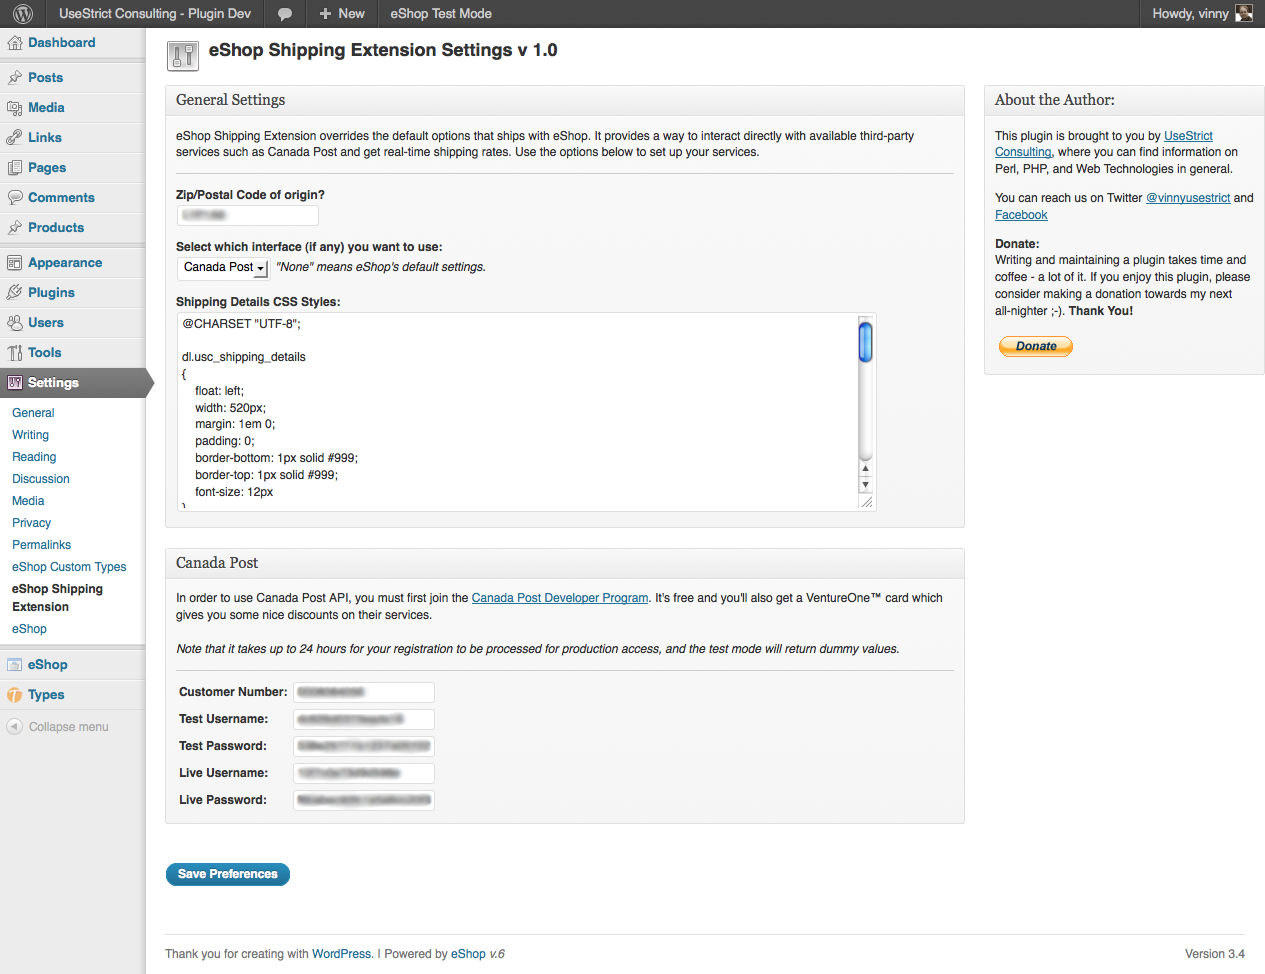 UseStrict Consulting - Plugin Dev
+ New
eShop Test Mode
Howdy, vinny
Dashboard
Posts
Media
Links
Pages
Comments
Products
Appearance
Plugins
Users
Tools
Settings
General
Writing
Reading
Discussion
Media
Privacy
Permalinks
eShop Custom Types
eShop Shipping
Extension
eShop
eShop
Types
Collapse menu
eShop Shipping Extension Settings v 1.0
General Settings
eShop Shipping Extension overrides the default options that ships with eShop. It provides a way to interact directly with available third-party
services such as Canada Post and get real-time shipping rates. Use the options below to set up your services.
Zip/Postal Code of origin?
Select which interface (if any) you want to use:
Canada Post "None" means eShop's default settings.
Shipping Details CSS Styles:
@CHARSET "UTF-8";
dl.usc_shipping_details
{
float: left;
width: 520px;
margin: 1em 0;
padding: 0;
border-bottom: 1px solid #999;
border-top: 1px solid #999;
font-size: 12px
}
Canada Post
In order to use Canada Post API, you must first join the Canada Post Developer Program. It's free and you'll also get a VentureOne™ card which
gives you some nice discounts on their services.
Note that it takes up to 24 hours for your registration to be processed for production access, and the test mode will return dummy values.
Customer Number:
Test Username:
Test Password:
Live Username:
Live Password:
Save Preferences
About the Author:
This plugin is brought to you by UseStrict
Consulting, where you can find information on
Perl, PHP, and Web Technologies in general.
You can reach us on Twitter @vinnyusestrict and
Facebook
Donate:
Writing and maintaining a plugin takes time and
coffee - a lot of it. If you enjoy this plugin, please
consider making a donation towards my next
all-nighter ;-). Thank You!
Donate
Thank you for creating with WordPress. | Powered by eShop v.6
Version 3.4